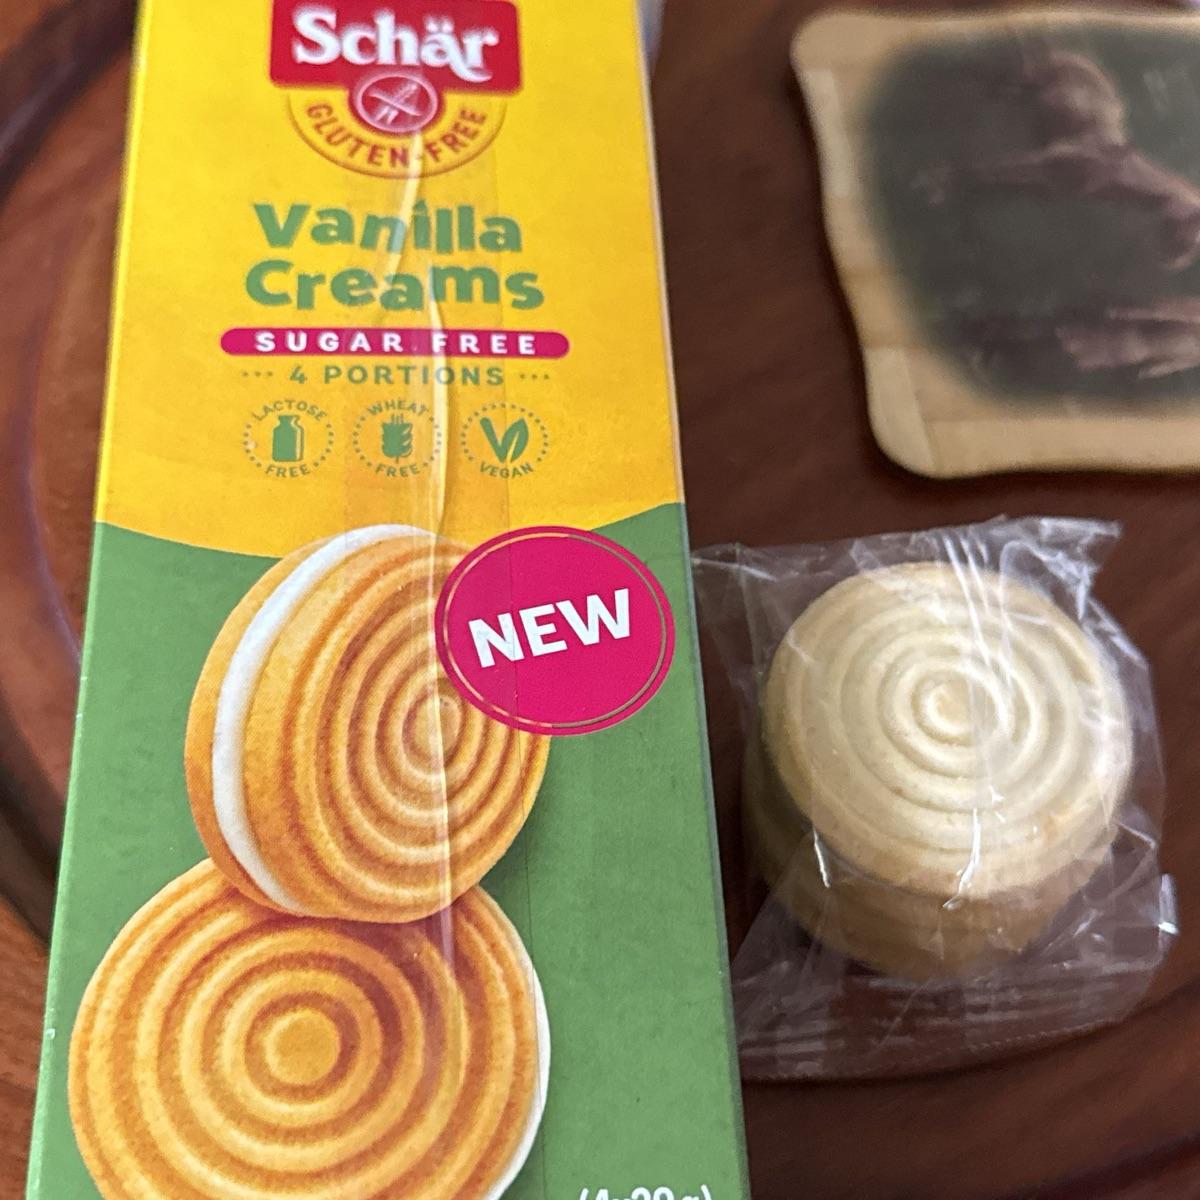 Schär
GLUTEN-FREE
Vanilla
Creams
SUGAR FREE
4 PORTIONS
LACTOSE FREE
WHEAT FREE
VEGAN
NEW